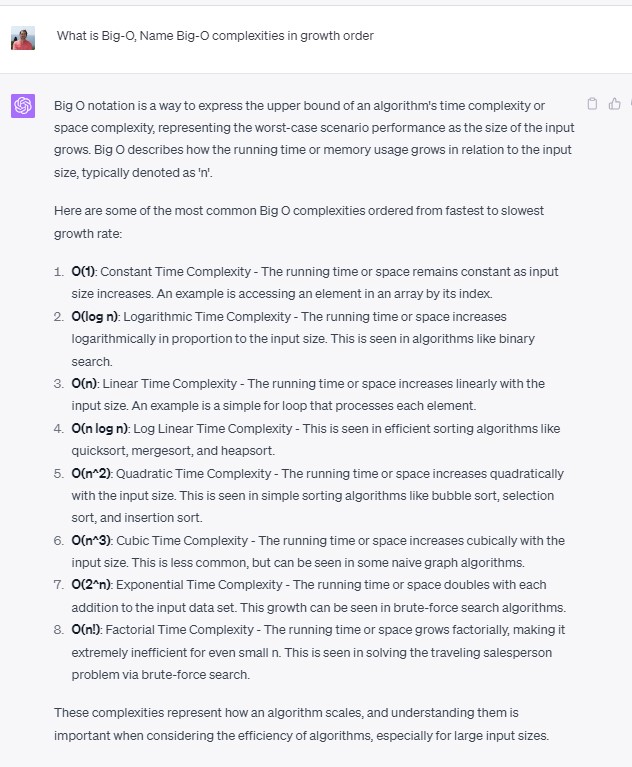 What is Big-O, Name Big-O complexities in growth order
Big O notation is a way to express the upper bound of an algorithm's time complexity or
space complexity, representing the worst-case scenario performance as the size of the input
grows. Big O describes how the running time or memory usage grows in relation to the input
size, typically denoted as 'n'.
Here are some of the most common Big O complexities ordered from fastest to slowest
growth rate:
1. O(1): Constant Time Complexity - The running time or space remains constant as input
size increases. An example is accessing an element in an array by its index.
2. O(log n): Logarithmic Time Complexity - The running time or space increases
logarithmically in proportion to the input size. This is seen in algorithms like binary
search.
3. O(n): Linear Time Complexity - The running time or space increases linearly with the
input size. An example is a simple for loop that processes each element.
4. O(n log n): Log Linear Time Complexity - This is seen in efficient sorting algorithms like
quicksort, mergesort, and heapsort.
5. O(n^2): Quadratic Time Complexity - The running time or space increases quadratically
with the input size. This is seen in simple sorting algorithms like bubble sort, selection
sort, and insertion sort.
6. O(n^3): Cubic Time Complexity - The running time or space increases cubically with the
input size. This is less common, but can be seen in some naive graph algorithms.
7. O(2^n): Exponential Time Complexity - The running time or space doubles with each
addition to the input data set. This growth can be seen in brute-force search algorithms.
8. O(n!): Factorial Time Complexity - The running time or space grows factorially, making it
extremely inefficient for even small n. This is seen in solving the traveling salesperson
problem via brute-force search.
These complexities represent how an algorithm scales, and understanding them is
important when considering the efficiency of algorithms, especially for large input sizes.